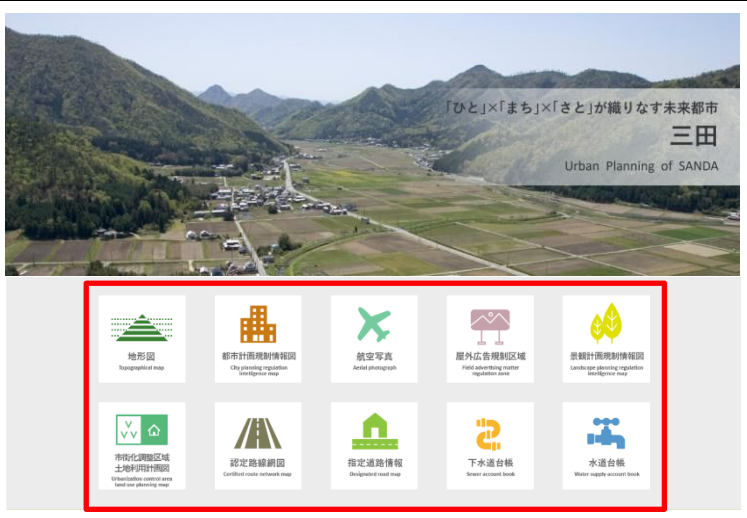 「ひと」×「まち」×「さと」が織りなす未来都市
三田
Urban Planning of SANDA
地形図
Topographical map
都市計画規制情報図
City planning regulation
intelligence map
航空写真
Aerial photograph
屋外広告規制区域
Field advertising matter
regulation zone
景観計画規制情報図
Landscape planning regulation
intelligence map
市街化調整区域
土地利用計画図
Urbanization control area
land use planning map
認定路線網図
Certified route network map
指定道路情報
Designated road map
下水道台帳
Sewer account book
水道台帳
Water supply account book